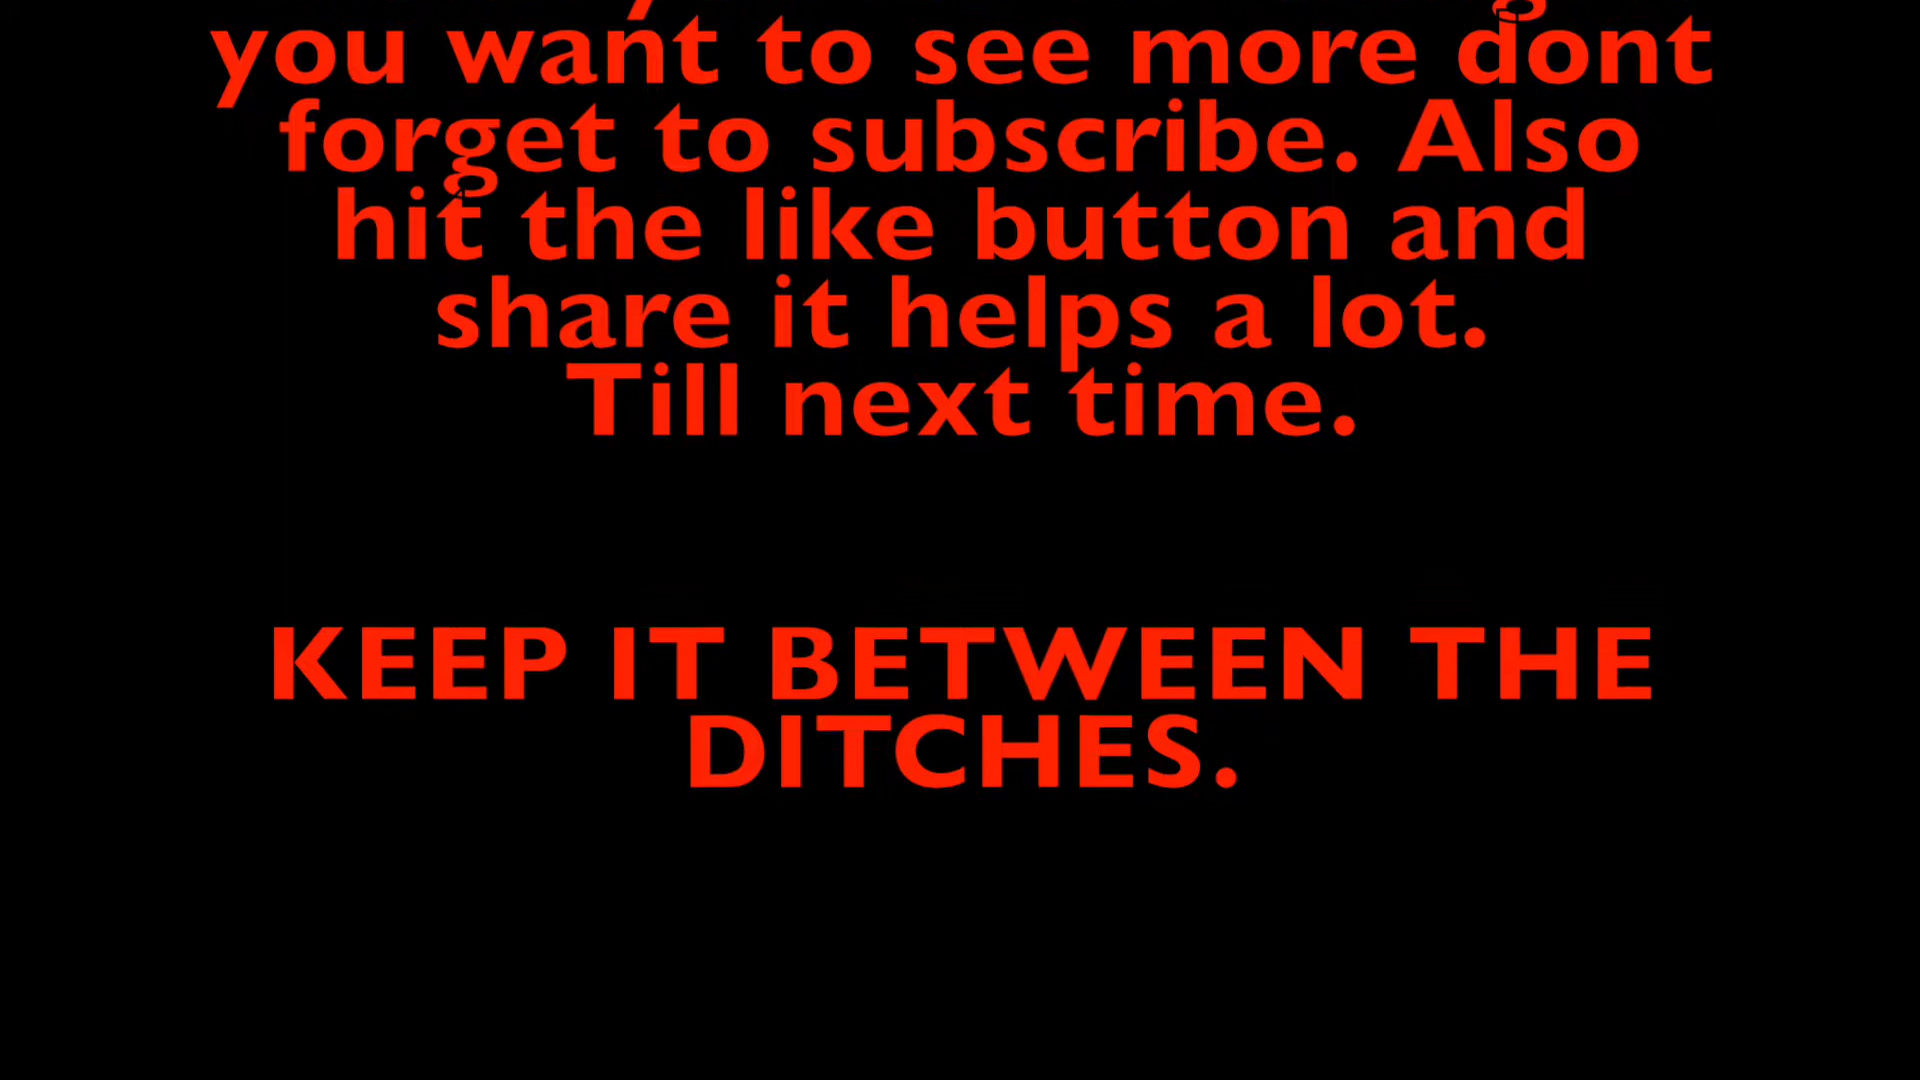 you want to see more dont
forget to subscribe. Also
hit the like button and
share it helps a lot.
Till next time.
KEEP IT BETWEEN THE
DITCHES.